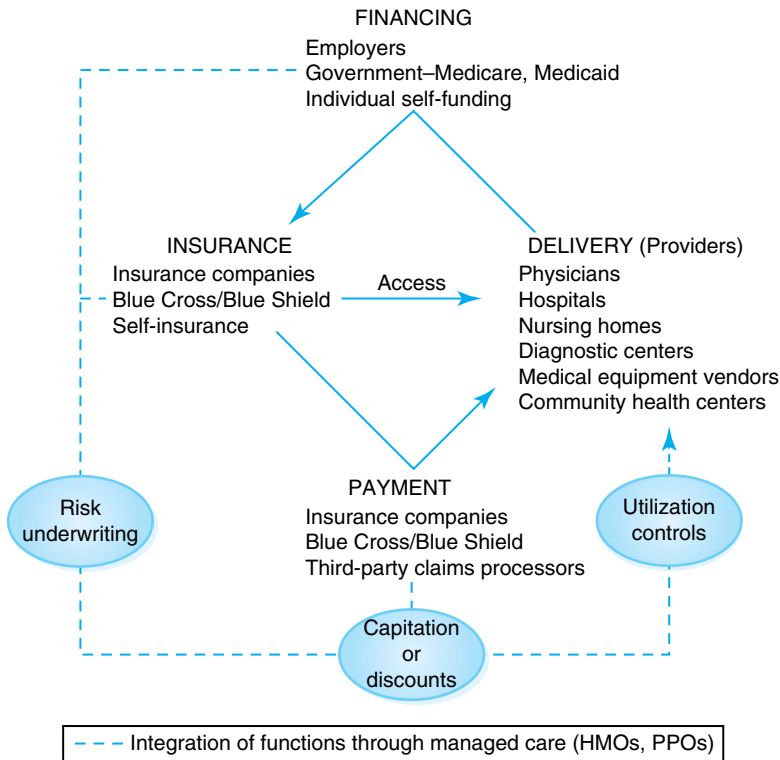 FINANCING
Employers
Government–Medicare, Medicaid
Individual self-funding
INSURANCE
Insurance companies
Blue Cross/Blue Shield
Self-insurance
Access
DELIVERY (Providers)
Physicians
Hospitals
Nursing homes
Diagnostic centers
Medical equipment vendors
Community health centers
PAYMENT
Insurance companies
Blue Cross/Blue Shield
Third-party claims processors
Risk
underwriting
Utilization
controls
Capitation
or
discounts
Integration of functions through managed care (HMOs, PPOs)